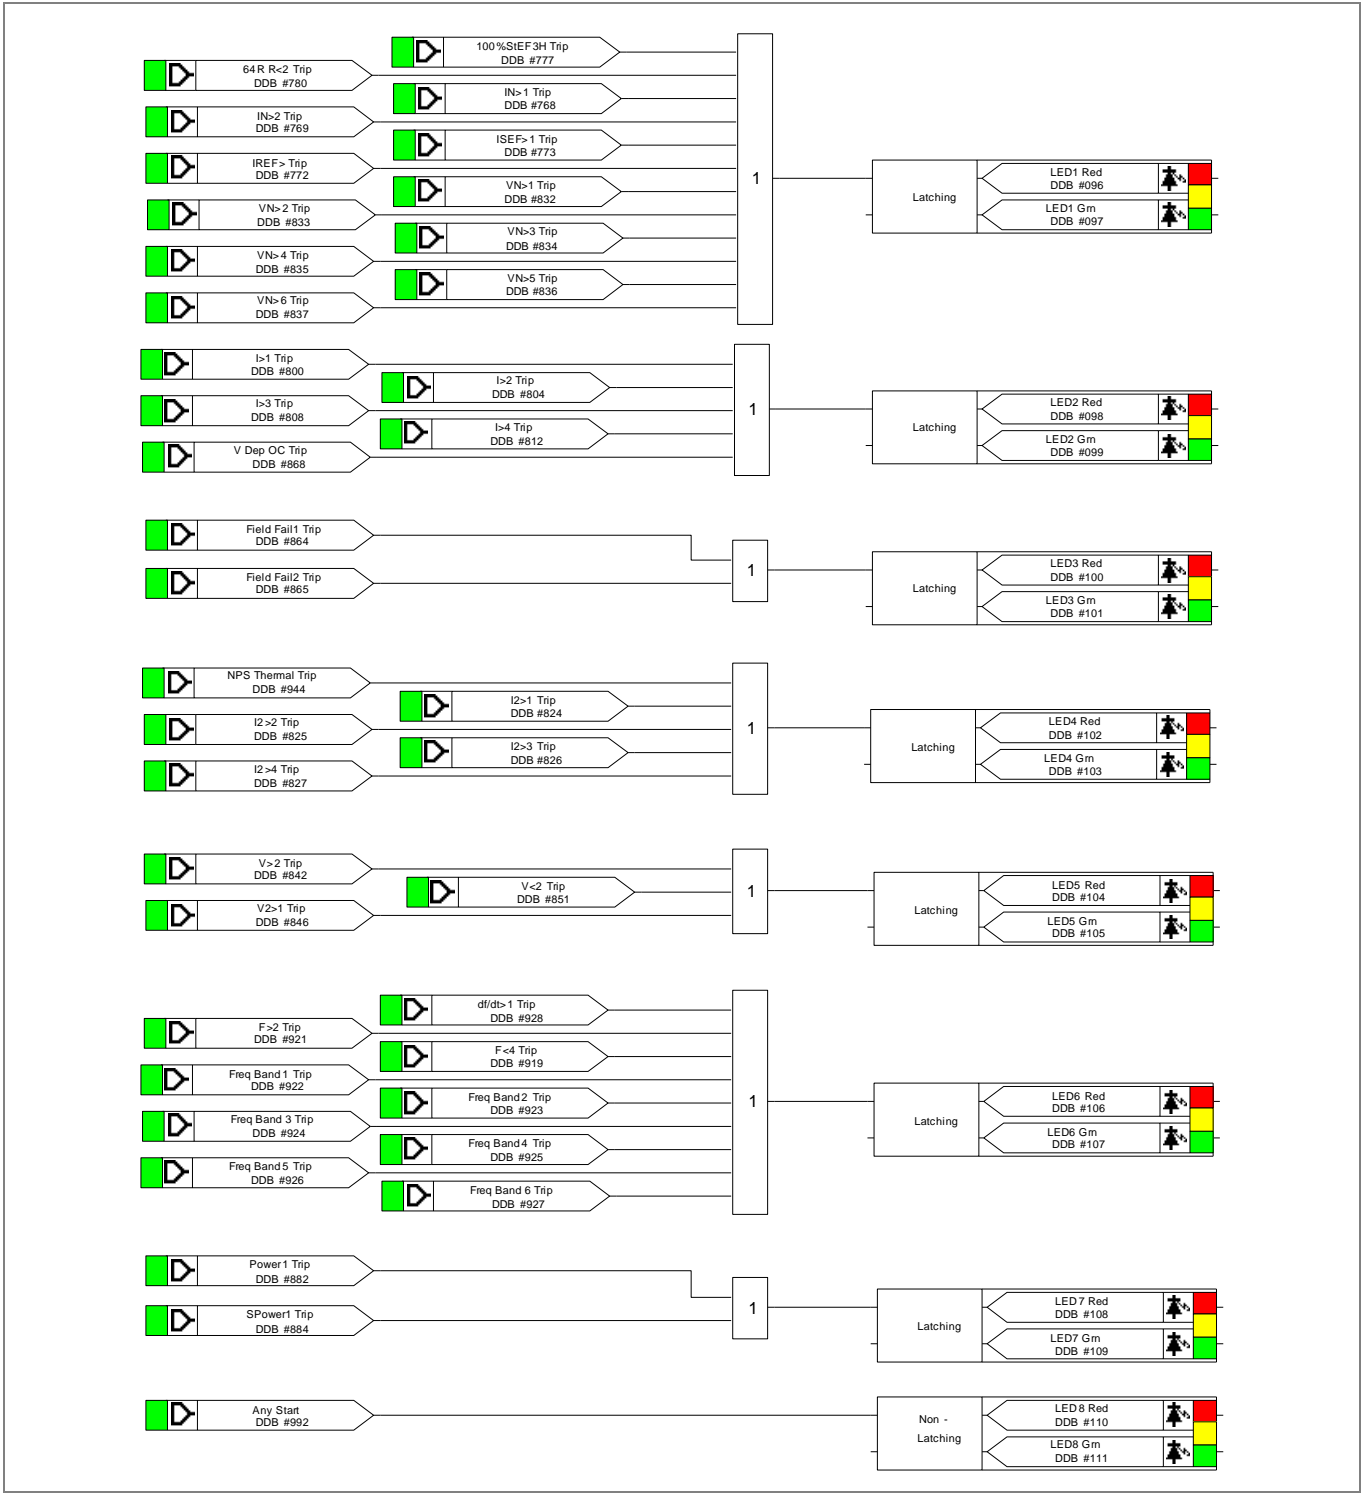 100%StEF3H Trip
DDB #777
64R R<2 Trip
DDB #780
IN>1 Trip
DDB #768
IN>2 Trip
DDB #769
ISEF>1 Trip
DDB #773
IREF> Trip
DDB #772
VN>1 Trip
DDB #832
VN>2 Trip
DDB #833
VN>3 Trip
DDB #834
VN>4 Trip
DDB #835
VN>5 Trip
DDB #836
VN>6 Trip
DDB #837
1
Latching
LED1 Red
DDB #096
LED1 Grn
DDB #097
I>1 Trip
DDB #800
I>2 Trip
DDB #804
I>3 Trip
DDB #808
I>4 Trip
DDB #812
V Dep OC Trip
DDB #868
1
Latching
LED2 Red
DDB #098
LED2 Grn
DDB #099
Field Fail1 Trip
DDB #864
Field Fail2 Trip
DDB #865
1
Latching
LED3 Red
DDB #100
LED3 Grn
DDB #101
NPS Thermal Trip
DDB #944
I2>1 Trip
DDB #824
I2>2 Trip
DDB #825
I2>3 Trip
DDB #826
I2>4 Trip
DDB #827
1
Latching
LED4 Red
DDB #102
LED4 Grn
DDB #103
V>2 Trip
DDB #842
V<2 Trip
DDB #851
V2>1 Trip
DDB #846
1
Latching
LED5 Red
DDB #104
LED5 Grn
DDB #105
df/dt>1 Trip
DDB #928
F>2 Trip
DDB #921
F<4 Trip
DDB #919
Freq Band 1 Trip
DDB #922
Freq Band 2 Trip
DDB #923
Freq Band 3 Trip
DDB #924
Freq Band 4 Trip
DDB #925
Freq Band 5 Trip
DDB #926
Freq Band 6 Trip
DDB #927
1
Latching
LED6 Red
DDB #106
LED6 Grn
DDB #107
Power1 Trip
DDB #882
SPower1 Trip
DDB #884
1
Latching
LED7 Red
DDB #108
LED7 Grn
DDB #109
Any Start
DDB #992
Non -
Latching
LED8 Red
DDB #110
LED8 Grn
DDB #111